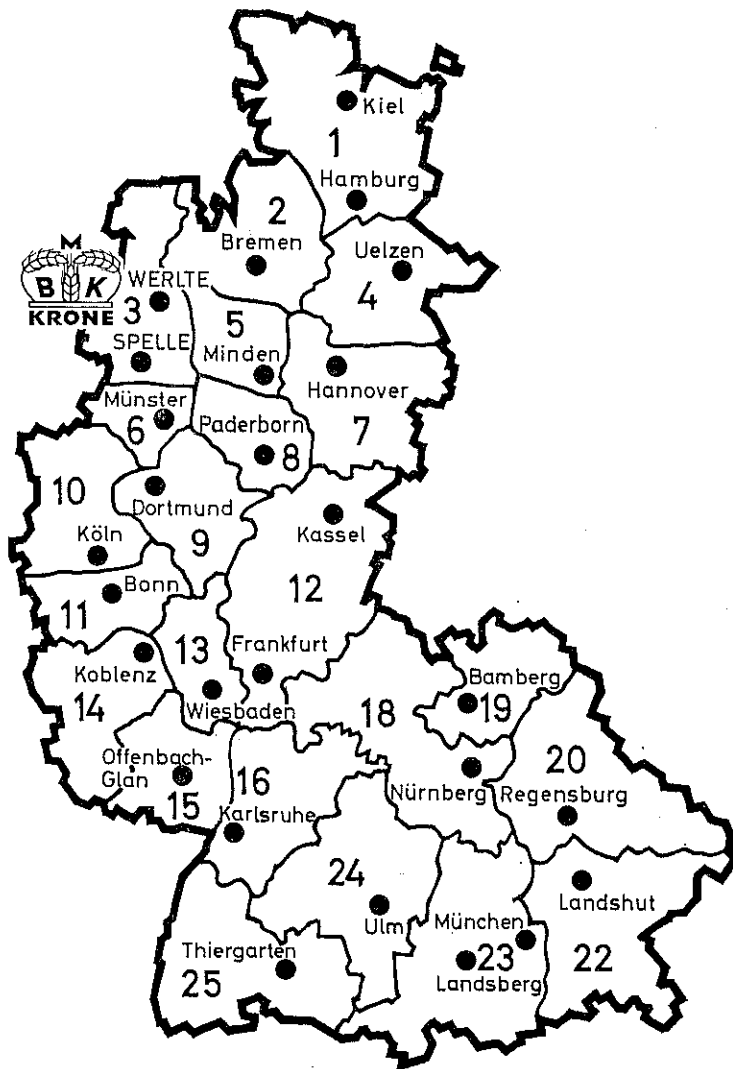 Kiel
1
Hamburg
2
Bremen
Uelzen
4
M
B K
KRONE
WERLTE
3
SPELLE
5
Minden
Hannover
7
Münster
6
Paderborn
8
10
Dortmund
9
Köln
Kassel
12
Bonn
11
13
Frankfurt
Koblenz
14
Wiesbaden
18
Bamberg
19
Offenbach-
Glan
15
16
Karlsruhe
Nürnberg
20
Regensburg
24
Ulm
Landshut
22
München
23
Landsberg
Thiergarten
25